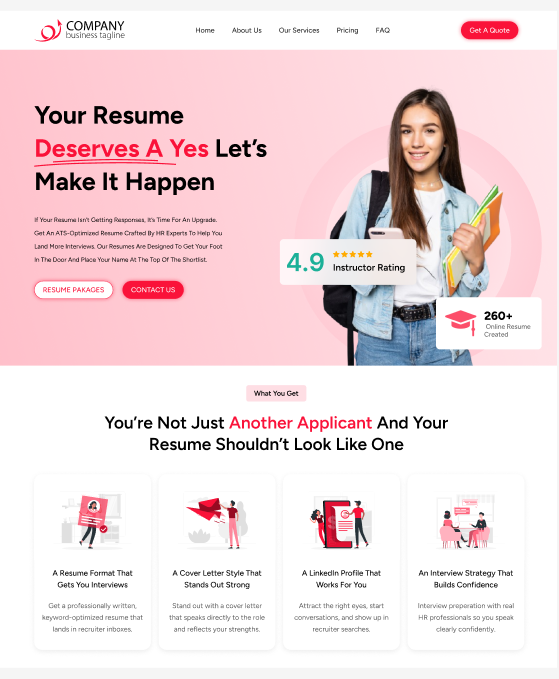 COMPANY
business tagline
Home About Us Our Services Pricing FAQ
Get A Quote
Your Resume
Deserves A Yes Let's
Make It Happen
If Your Resume Isn't Getting Responses, It's Time For An Upgrade.
Get An ATS-Optimized Resume Crafted By HR Experts To Help You
Land More Interviews. Our Resumes Are Designed To Get Your Foot
In The Door And Place Your Name At The Top Of The Shortlist.
RESUME PAKAGES CONTACT US
4.9
Instructor Rating
260+
Online Resume
Created
What You Get
You're Not Just Another Applicant And Your
Resume Shouldn't Look Like One
A Resume Format That
Gets You Interviews
Get a professionally written,
keyword-optimized resume that
lands in recruiter inboxes.
A Cover Letter Style That
Stands Out Strong
Stand out with a cover letter
that speaks directly to the role
and reflects your strengths.
A LinkedIn Profile That
Works For You
Attract the right eyes, start
conversations, and show up in
recruiter searches.
An Interview Strategy That
Builds Confidence
Interview preperation with real
HR professionals so you speak
clearly confidently.